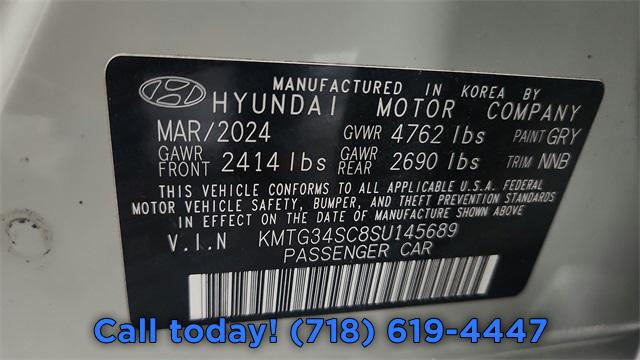 MANUFACTURED IN KOREA BY
HYUNDAI MOTOR COMPANY
MAR/2024 GVWR 4762 lbs PAINT GRY
GAWR FRONT 2414 lbs GAWR REAR 2690 lbs TRIM NNB
THIS VEHICLE CONFORMS TO ALL APPLICABLE U.S.A. FEDERAL
MOTOR VEHICLE SAFETY, BUMPER, AND THEFT PREVENTION STANDARDS
IN EFFECT ON THE DATE OF MANUFACTURE SHOWN ABOVE
V.I.N KMTG34SC8SU145689
PASSENGER CAR
Call today! (718) 619-4447